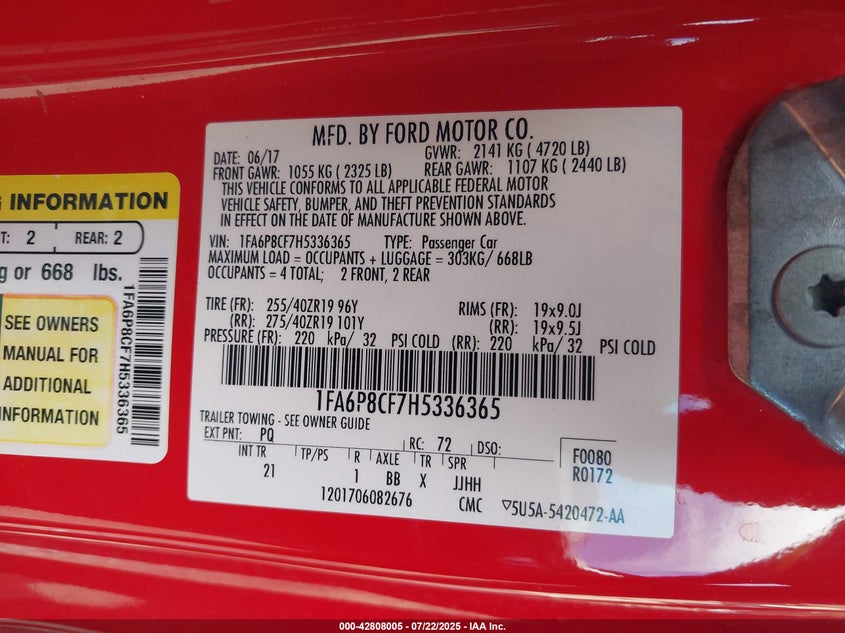 G INFORMATION
T: 2 REAR: 2
g or 668 lbs.
SEE OWNERS
MANUAL FOR
ADDITIONAL
INFORMATION
1FA6P8CF7H5336365
MFD. BY FORD MOTOR CO.
DATE: 06/17 GVWR: 2141 KG ( 4720 LB)
FRONT GAWR: 1055 KG ( 2325 LB) REAR GAWR: 1107 KG ( 2440 LB)
THIS VEHICLE CONFORMS TO ALL APPLICABLE FEDERAL MOTOR
VEHICLE SAFETY, BUMPER, AND THEFT PREVENTION STANDARDS
IN EFFECT ON THE DATE OF MANUFACTURE SHOWN ABOVE.
VIN: 1FA6P8CF7H5336365 TYPE: Passenger Car
MAXIMUM LOAD = OCCUPANTS + LUGGAGE = 303KG/ 668LB
OCCUPANTS = 4 TOTAL; 2 FRONT, 2 REAR
TIRE (FR): 255/40ZR19 96Y RIMS (FR): 19x9.0J
(RR): 275/40ZR19 101Y (RR): 19x9.5J
PRESSURE (FR): 220 kPa/ 32 PSI COLD (RR): 220 kPa/ 32 PSI COLD
1FA6P8CF7H5336365
TRAILER TOWING - SEE OWNER GUIDE
EXT PNT: PQ RC: 72 DSO: F0080
R0172
INT TR TP/PS R AXLE TR SPR
21 1 BB X JJHH
1201706082676 CMC ▽5U5A-5420472-AA
000-42808005 - 07/22/2025 - IAA Inc.